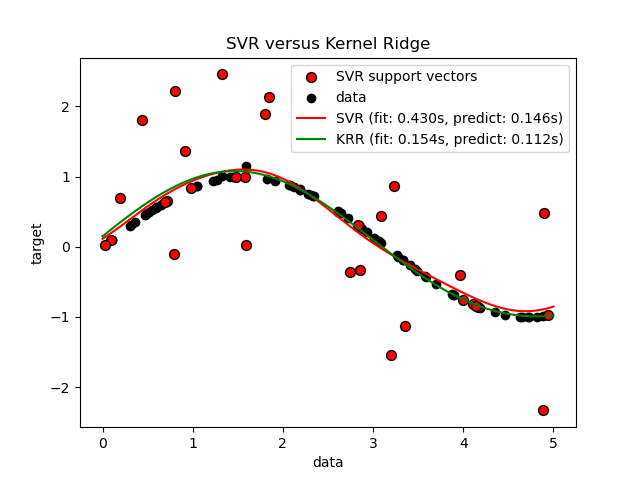 SVR versus Kernel Ridge
SVR support vectors
data
SVR (fit: 0.430s, predict: 0.146s)
KRR (fit: 0.154s, predict: 0.112s)
target
2
1
0
−1
−2
0 1 2 3 4 5
data